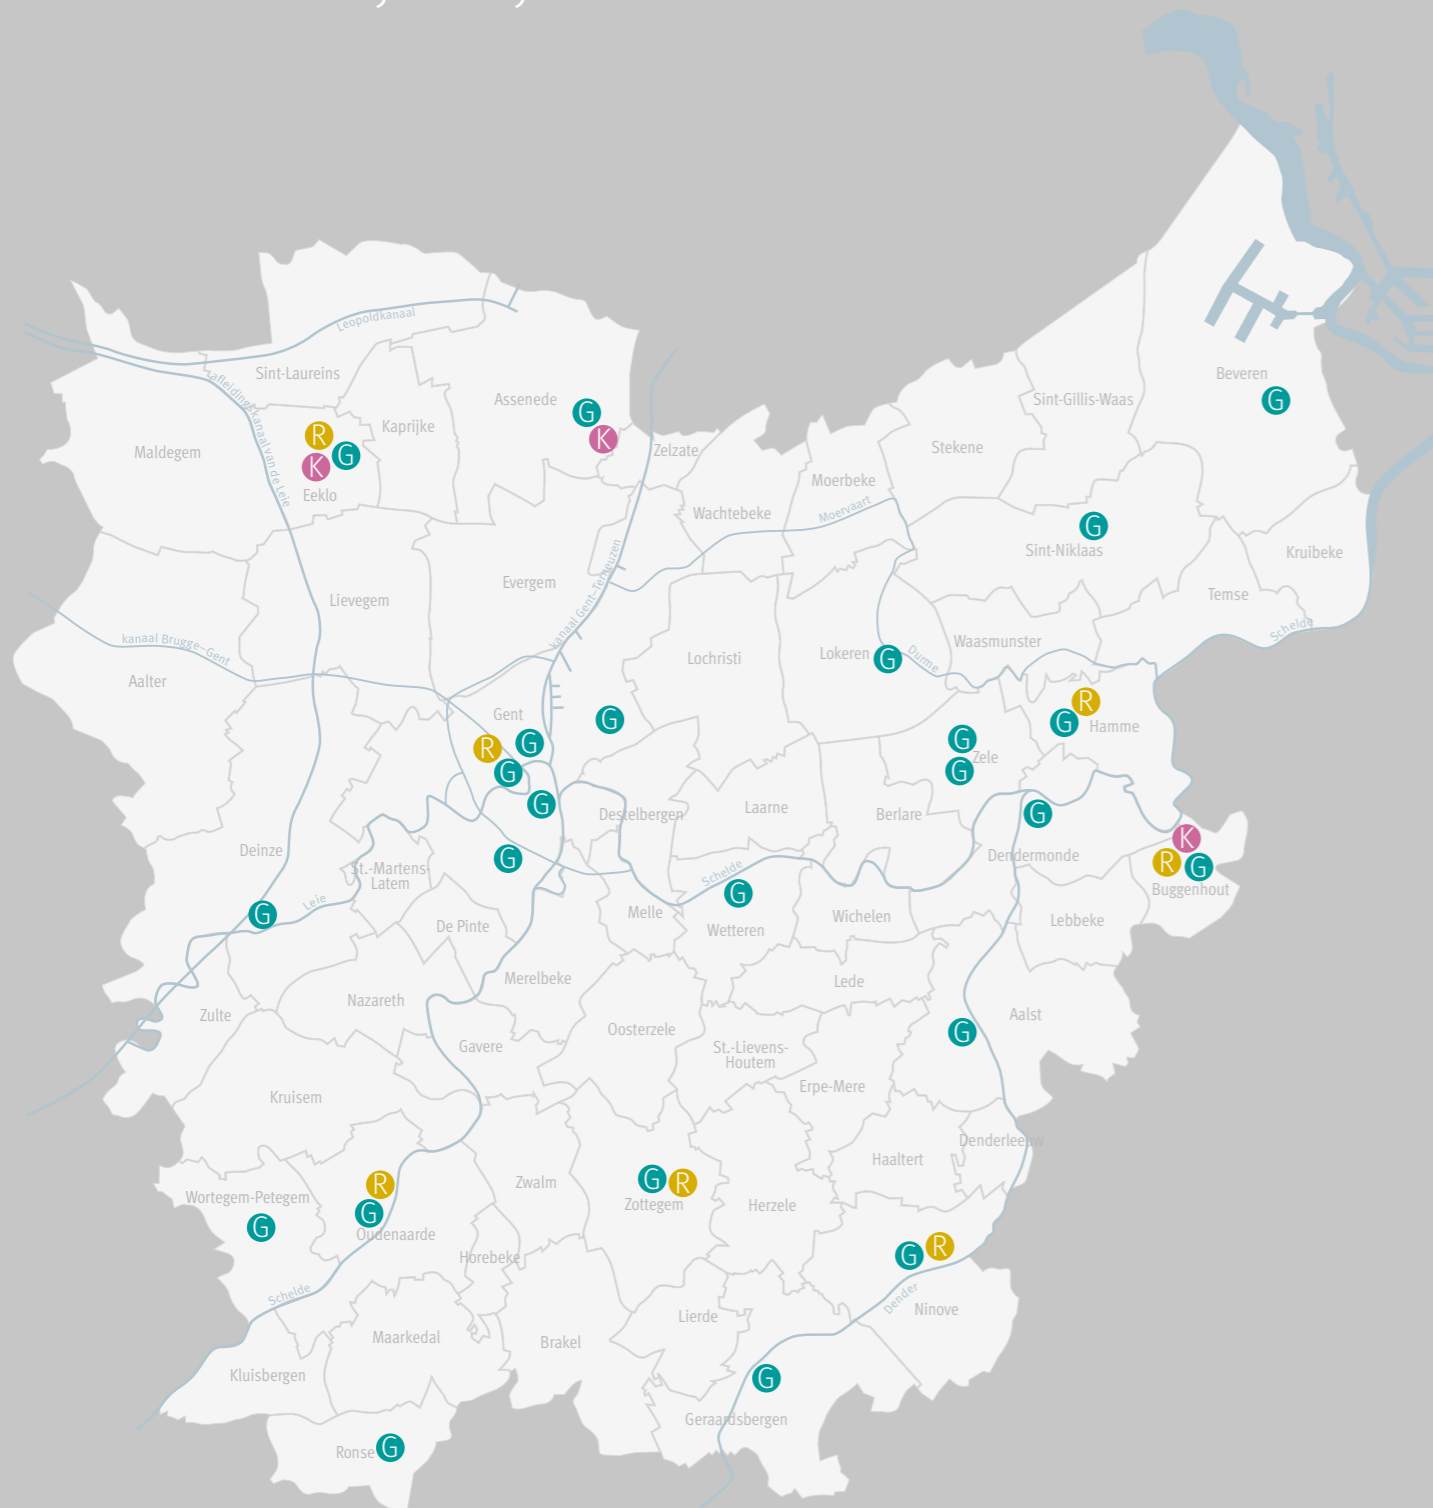 Leopoldkanaal
Sint-Laureins
Assenede
G
K
Kaprijke
R
G
K
Eeklo
Maldegem
afleidingskanaal van de Leie
Zelzate
Beveren
G
Sint-Gillis-Waas
Stekene
Moerbeke
Moervaart
Wachtebeke
G
Sint-Niklaas
Kruibeke
Temse
Schelde
Evergem
kanaal Gent–Terneuzen
Lievegem
kanaal Brugge–Gent
Aalter
Lochristi
Lokeren
G
Durme
Waasmunster
R
G
Hamme
Gent
G
R
G
G
G
G
G
Zele
G
Destelbergen
Laarne
Berlare
G
Dendermonde
K
R
G
Buggenhout
Deinze
St.-Martens-
Latem
G
Leie
De Pinte
Melle
Schelde
G
Wetteren
Wichelen
Lebbeke
Merelbeke
Lede
Nazareth
Zulte
Oosterzele
G
Aalst
Gavere
St.-Lievens-
Houtem
Erpe-Mere
Kruisem
Denderleeuw
Haaltert
R
G
Oudenaarde
Wortegem-Petegem
G
Zwalm
G
R
Zottegem
Herzele
Horebeke
G
R
Dender
Ninove
Schelde
Maarkedal
Brakel
Lierde
Kluisbergen
G
Geraardsbergen
Ronse
G